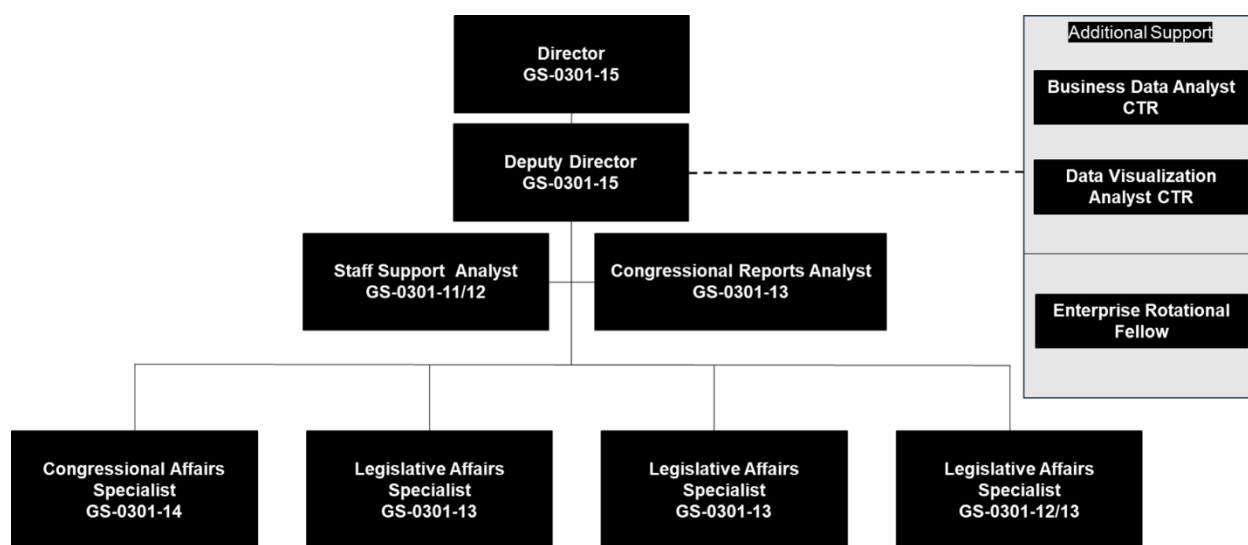 Director
GS-0301-15
Deputy Director
GS-0301-15
Staff Support Analyst
GS-0301-11/12
Congressional Reports Analyst
GS-0301-13
Congressional Affairs
Specialist
GS-0301-14
Legislative Affairs
Specialist
GS-0301-13
Legislative Affairs
Specialist
GS-0301-13
Legislative Affairs
Specialist
GS-0301-12/13
Additional Support
Business Data Analyst
CTR
Data Visualization
Analyst CTR
Enterprise Rotational
Fellow